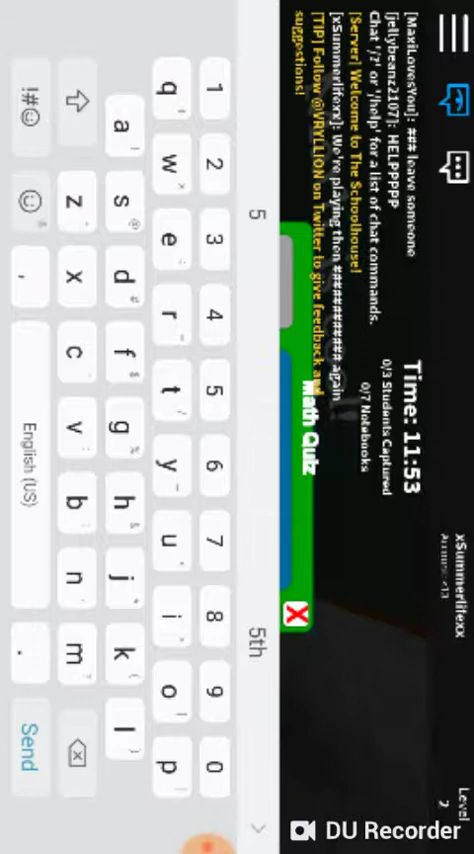 [MaxiLovesYou]: ### leave someone
[jellybeanz2107]: HELPPPPP
Chat '/?' or '/help' for a list of chat commands.
[Server] Welcome to The Schoolhouse!
[xSummerlifexx]: We're playing then ########### again
[TIP] Follow @VRYLLION on Twitter to give feedback and
suggestions!
Time: 11:53
0/3 Students Captured
0/7 Notebooks
xSummerlifexx
Account: <13
Level
2
Math Quiz
X
5 5th
1 2 3 4 5 6 7 8 9 0
q w e r t y u i o p
a s d f g h j k l
z x c v b n m
!#☺ , English (US) . Send
DU Recorder